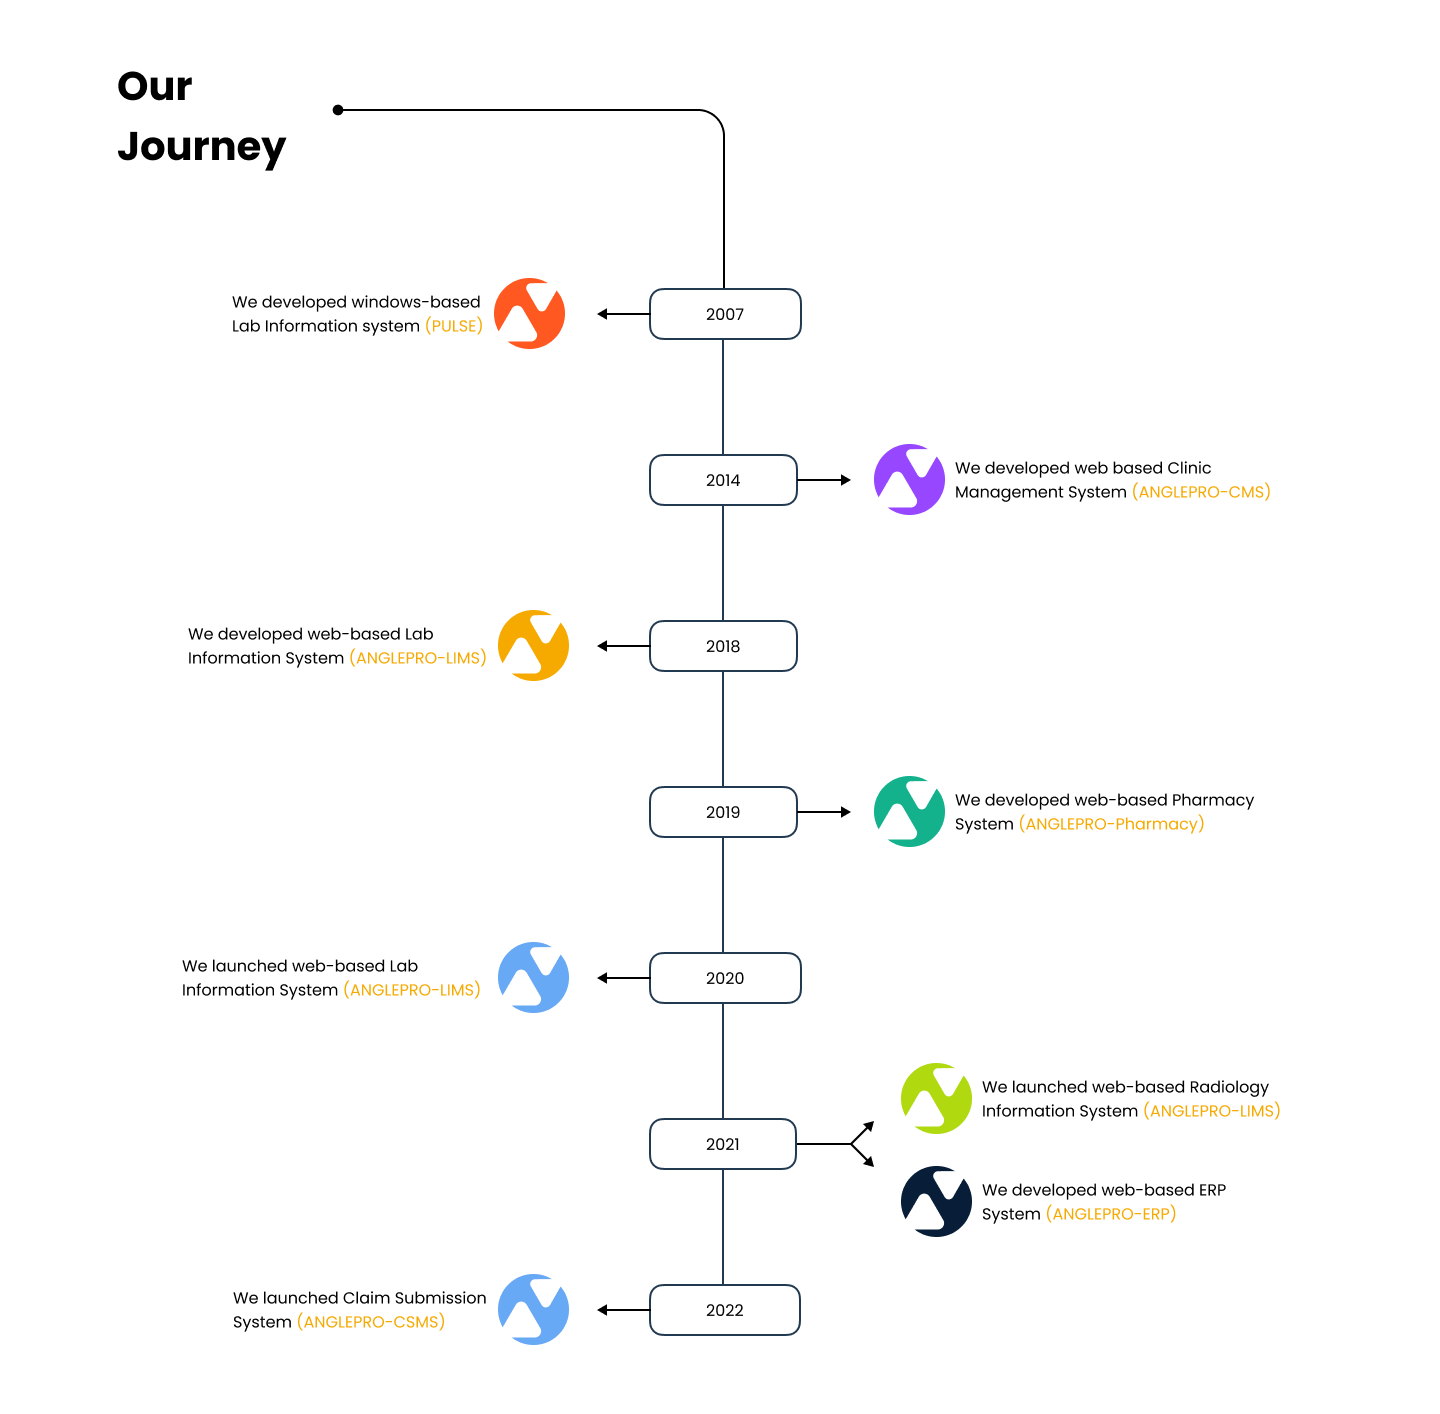 Our
Journey
We developed windows-based
Lab Information system (PULSE)
2007
2014
We developed web based Clinic
Management System (ANGLEPRO-CMS)
We developed web-based Lab
Information System (ANGLEPRO-LIMS)
2018
2019
We developed web-based Pharmacy
System (ANGLEPRO-Pharmacy)
We launched web-based Lab
Information System (ANGLEPRO-LIMS)
2020
2021
We launched web-based Radiology
Information System (ANGLEPRO-LIMS)
We developed web-based ERP
System (ANGLEPRO-ERP)
We launched Claim Submission
System (ANGLEPRO-CSMS)
2022